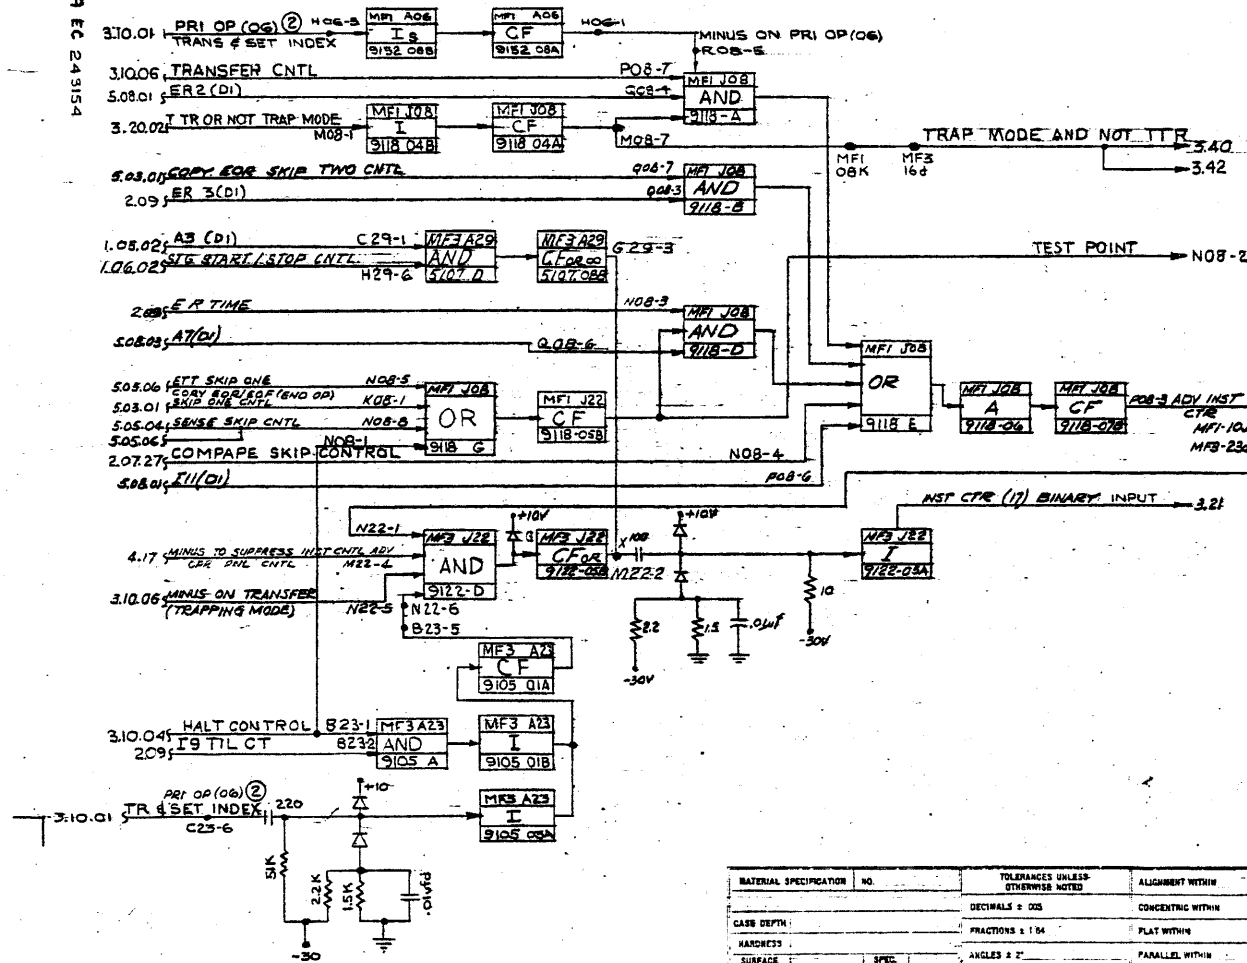 EC 243154
3.10.01 PRI OP (06) ② H06-3
TRANS & SET INDEX
MF1 A06
I S
9152 08B
MF1 A06
CF
9152 08A
H06-1
MINUS ON PRI OP (06)
R08-5
3.10.06 TRANSFER CNTL P08-7
5.08.01 ER2 (D1) G08-4
MF1 J08
AND
9118-A
3.20.02 T TR OR NOT TRAP MODE
M08-1
MF1 J08
I
9118 04B
MF1 J08
CF
9118 04A
M08-7
TRAP MODE AND NOT TTR
3.40
3.42
MF1
08K
MF3
16d
5.03.01 COPY EOR SKIP TWO CNTL Q08-7
2.09 ER 3(D1) Q08-3
MF1 J08
AND
9118-B
1.05.02 A3 (D1) C29-1
1.06.02 STG START / STOP CNTL
H29-6
MF3 A29
AND
5107 D
MF3 A29
CF OR
5107.08B
G29-3
TEST POINT
N08-2
E R TIME N08-3
5.08.03 A7(D1) Q08-6
MF1 J08
AND
9118-D
5.05.06 ETT SKIP ONE N08-5
COPY EOR/EOF (END OP)
5.03.01 SKIP ONE CNTL K08-1
5.05.04 SENSE SKIP CNTL N08-8
5.05.06
N08-1
MF1 J08
OR
9118 G
MF1 J22
CF
9118-05B
MF1 J08
OR
9118 E
MF1 J08
A
9118-06
MF1 J08
CF
9118-07B
P08-3 ADV INST
CTR
MF1-10
MF3-23
2.07.27 COMPAPE SKIP CONTROL N08-4
5.08.01 I11(D1) P08-6
INST CTR (17) BINARY INPUT 3.21
N22-1
4.17 MINUS TO SUPPRESS INST CNTL ADV
CPR PNL CNTL M22-4
3.10.06 MINUS ON TRANSFER
(TRAPPING MODE) N22-5
MF3 J22
AND
9122-D
+10V
MF3 J22
CF OR
9122-05B
X 100
M22-2
+10V
MF3 J22
I
9122-03A
N22-6
B23-5
2.2
1.5
.01μf
-30V
10
-30V
MF3 A23
CF
9105 01A
3.10.04 HALT CONTROL B23-1
2.09 I9 TIL CT B23-2
MF3 A23
AND
9105 A
MF3 A23
I
9105 01B
PRI OP (06) ②
3.10.01 TR & SET INDEX
C23-6
220
+10
MF3 A23
I
9105 03A
51K
2.2K
1.5K
.01μfd
-30
MATERIAL SPECIFICATION NO.
TOLERANCES UNLESS
OTHERWISE NOTED
ALIGNMENT WITHIN
DECIMALS ± .005
CONCENTRIC WITHIN
CASE DEPTH
FRACTIONS ± 1/64
FLAT WITHIN
HARDNESS
ANGLES ± 2°
PARALLEL WITHIN
SURFACE SPEC.